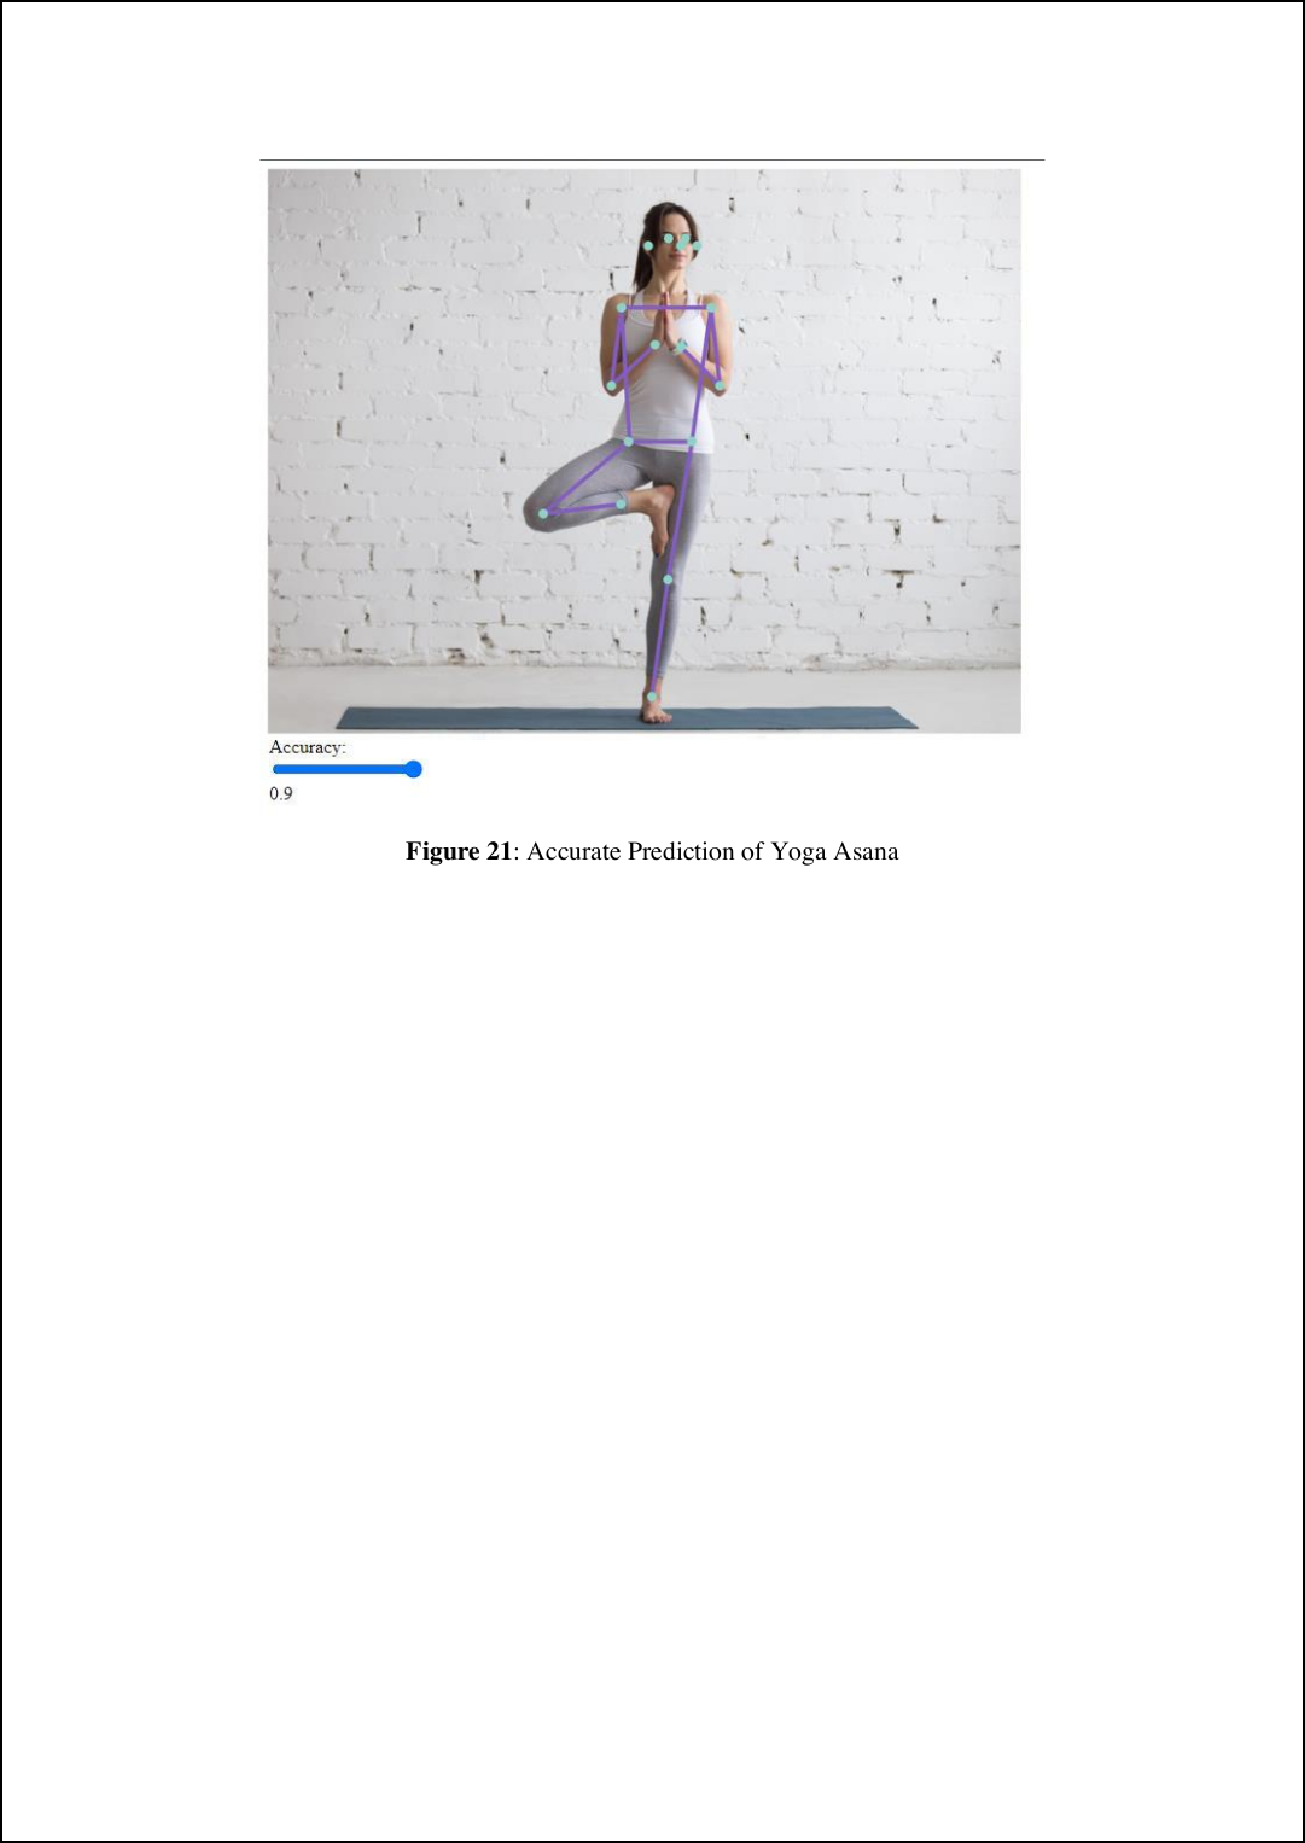 Accuracy:
0.9
Figure 21: Accurate Prediction of Yoga Asana